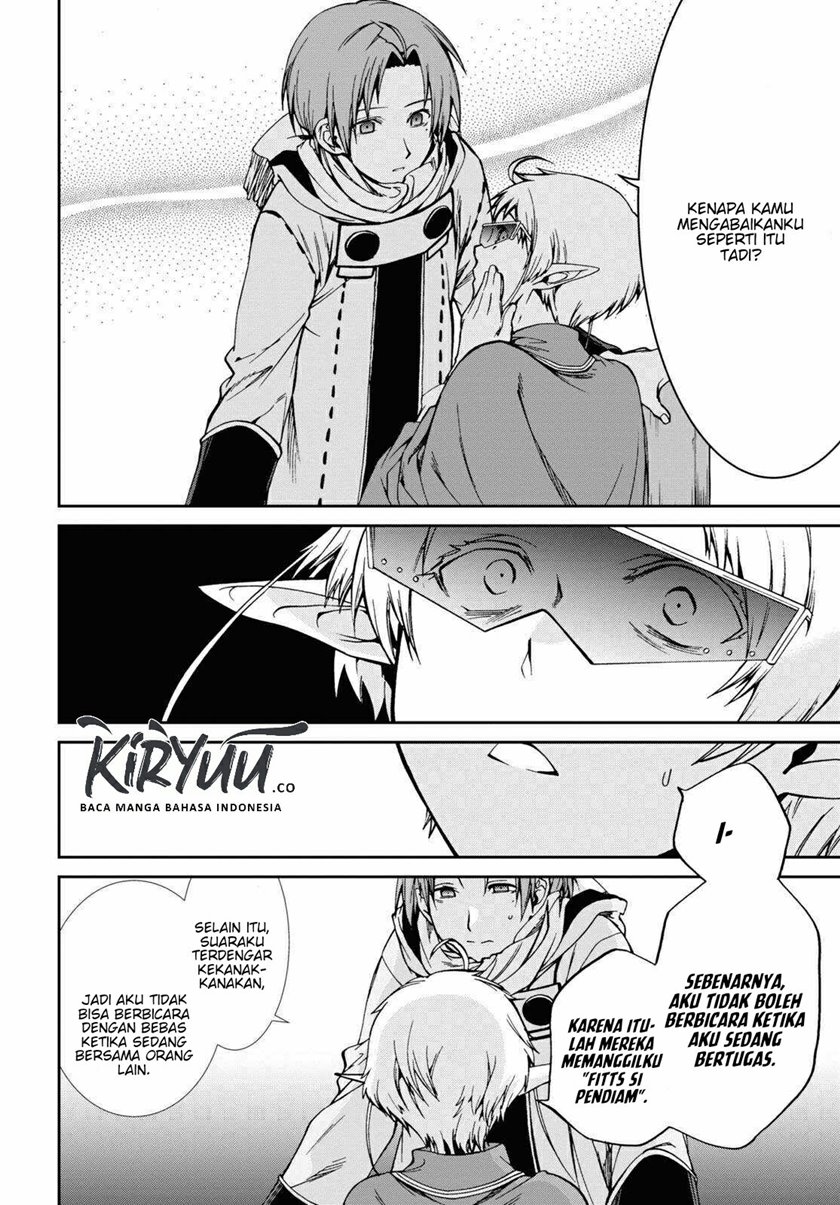 KENAPA KAMU
MENGABAIKANKU
SEPERTI ITU
TADI?
KIRYUU.CO
BACA MANGA BAHASA INDONESIA
I-
SEBENARNYA,
AKU TIDAK BOLEH
BERBICARA KETIKA
AKU SEDANG
BERTUGAS.
KARENA ITU-
LAH MEREKA
MEMANGGILKU
"FITTS SI
PENDIAM".
SELAIN ITU,
SUARAKU
TERDENGAR
KEKANAK-
KANAKAN,
JADI AKU TIDAK
BISA BERBICARA
DENGAN BEBAS
KETIKA SEDANG
BERSAMA ORANG
LAIN.